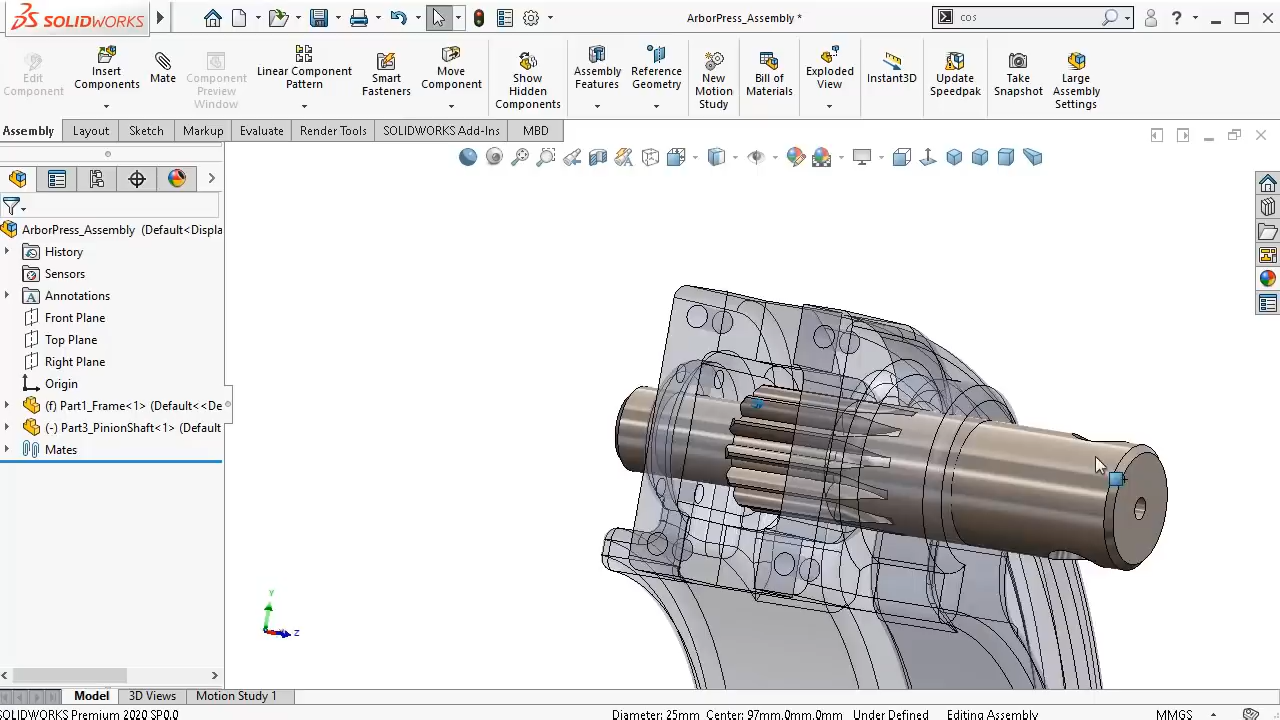 SOLIDWORKS
ArborPress_Assembly *
cos
Edit Component
Insert Components
Mate
Component Preview Window
Linear Component Pattern
Smart Fasteners
Move Component
Show Hidden Components
Assembly Features
Reference Geometry
New Motion Study
Bill of Materials
Exploded View
Instant3D
Update Speedpak
Take Snapshot
Large Assembly Settings
Assembly
Layout
Sketch
Markup
Evaluate
Render Tools
SOLIDWORKS Add-Ins
MBD
ArborPress_Assembly (Default<Displa
History
Sensors
Annotations
Front Plane
Top Plane
Right Plane
Origin
(f) Part1_Frame<1> (Default<<De
(-) Part3_PinionShaft<1> (Default
Mates
Y
Z
Model
3D Views
Motion Study 1
SOLIDWORKS Premium 2020 SP0.0
Diameter: 25mm Center: 97mm,0mm,0mm
Under Defined
Editing Assembly
MMGS